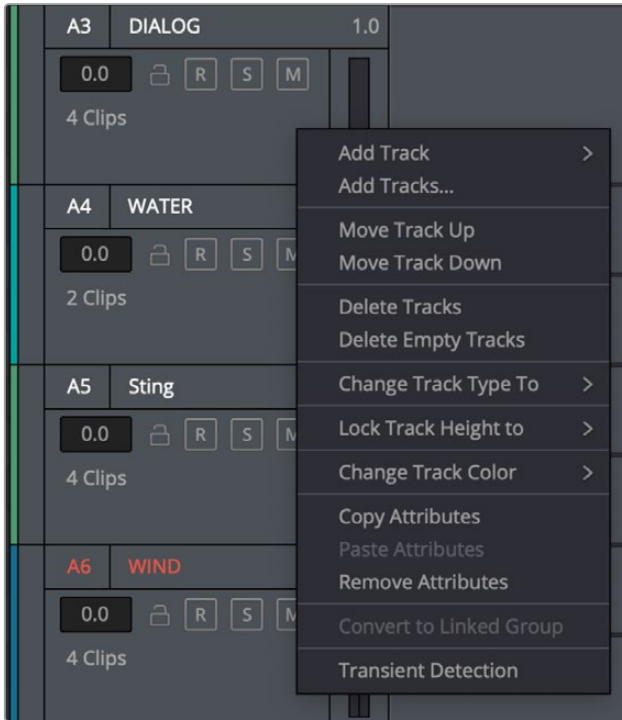 A3 DIALOG 1.0
0.0 R S M
4 Clips
A4 WATER
0.0 R S M
2 Clips
A5 Sting
0.0 R S M
4 Clips
A6 WIND
0.0 R S M
4 Clips
Add Track >
Add Tracks...
Move Track Up
Move Track Down
Delete Tracks
Delete Empty Tracks
Change Track Type To >
Lock Track Height to >
Change Track Color >
Copy Attributes
Paste Attributes
Remove Attributes
Convert to Linked Group
Transient Detection